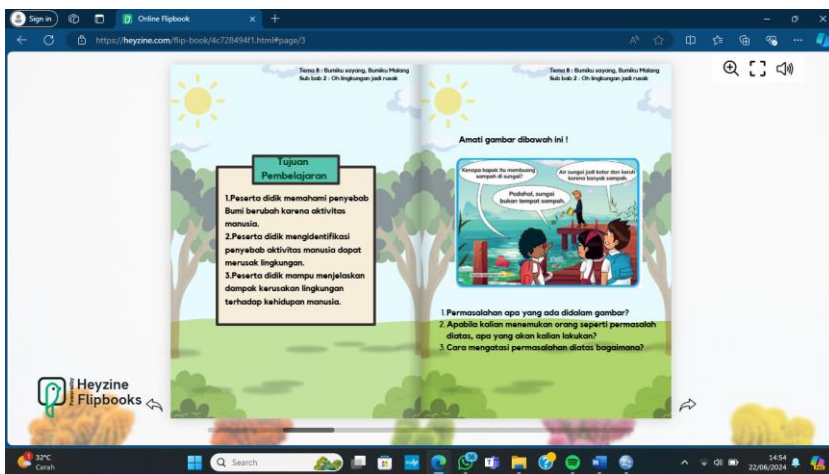 Sign in
Online Flipbook
https://heyzine.com/flip-book/4c728494f1.html#page/3
Tema 8 : Bumiku sayang, Bumiku Malang
Sub bab 2 : Oh lingkungan jadi rusak
Tujuan
Pembelajaran
1.Peserta didik memahami penyebab
Bumi berubah karena aktivitas
manusia.
2.Peserta didik mengidentifikasi
penyebab aktivitas manusia dapat
merusak lingkungan.
3.Peserta didik mampu menjelaskan
dampak kerusakan lingkungan
terhadap kehidupan manusia.
Tema 8 : Bumiku sayang, Bumiku Malang
Sub bab 2 : Oh lingkungan jadi rusak
Amati gambar dibawah ini !
Kenapa bapak itu membuang
sampah di sungai?
Air sungai jadi kotor dan keruh
karena banyak sampah.
Padahal, sungai
bukan tempat sampah.
1. Permasalahan apa yang ada didalam gambar?
2. Apabila kalian menemukan orang seperti permasalah
diatas, apa yang akan kalian lakukan?
3. Cara mengatasi permasalahan diatas bagaimana?
Heyzine
Flipbooks
32°C
Cerah
Search
14:54
22/06/2024